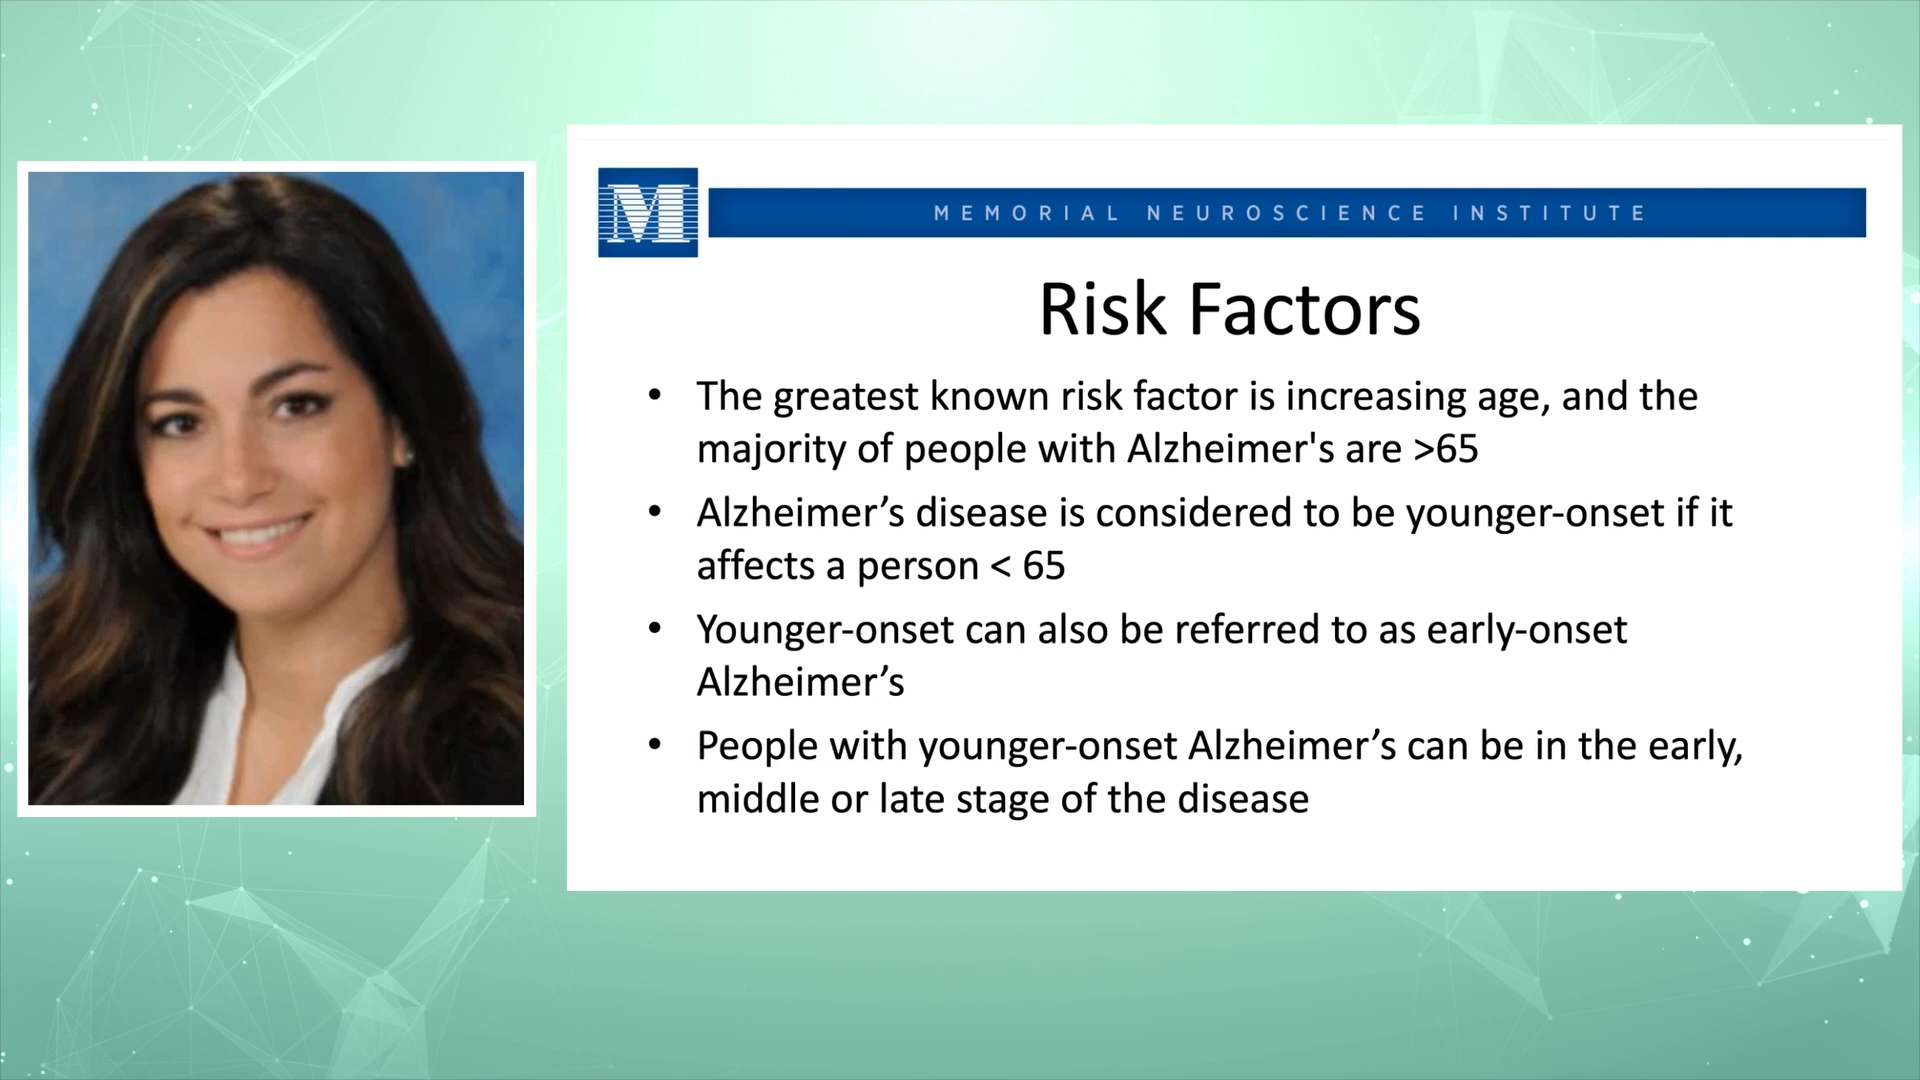 M
MEMORIAL NEUROSCIENCE INSTITUTE
Risk Factors
• The greatest known risk factor is increasing age, and the
majority of people with Alzheimer's are >65
• Alzheimer’s disease is considered to be younger-onset if it
affects a person < 65
• Younger-onset can also be referred to as early-onset
Alzheimer’s
• People with younger-onset Alzheimer’s can be in the early,
middle or late stage of the disease